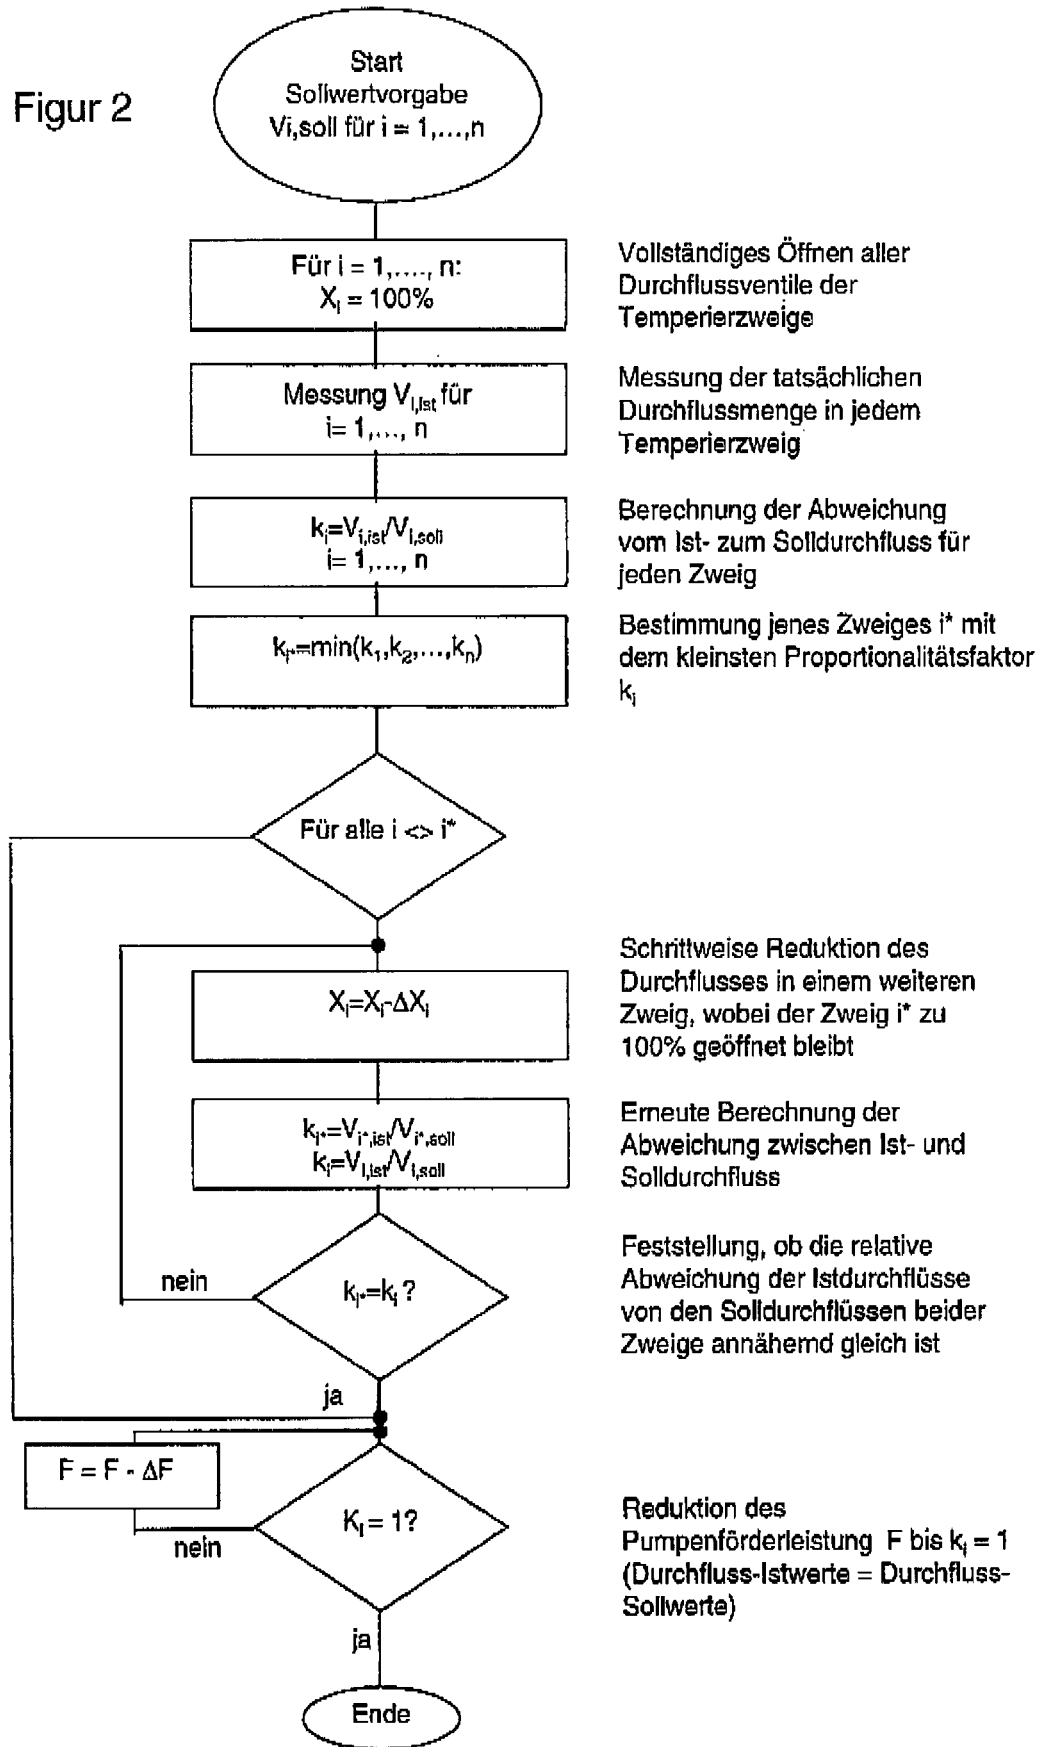 Figur 2
Start
Sollwertvorgabe
Vi,soll für i = 1,...,n
Für i = 1,...., n:
Xi = 100%
Vollständiges Öffnen aller
Durchflussventile der
Temperierzweige
Messung Vi,ist für
i= 1,..., n
Messung der tatsächlichen
Durchflussmenge in jedem
Temperierzweig
ki=Vi,ist/Vi,soll
i= 1,..., n
Berechnung der Abweichung
vom Ist- zum Solldurchfluss für
jeden Zweig
ki*=min(k1,k2,...,kn)
Bestimmung jenes Zweiges i* mit
dem kleinsten Proportionalitätsfaktor
ki
Für alle i <> i*
Xi=Xi-ΔXi
Schrittweise Reduktion des
Durchflusses in einem weiteren
Zweig, wobei der Zweig i* zu
100% geöffnet bleibt
ki*=Vi*,ist/Vi*,soll
ki=Vi,ist/Vi,soll
Erneute Berechnung der
Abweichung zwischen Ist- und
Solldurchfluss
nein
ki*=ki ?
Feststellung, ob die relative
Abweichung der Istdurchflüsse
von den Solldurchflüssen beider
Zweige annähernd gleich ist
ja
F = F - ΔF
nein
Ki = 1?
Reduktion des
Pumpenförderleistung F bis ki = 1
(Durchfluss-Istwerte = Durchfluss-
Sollwerte)
ja
Ende